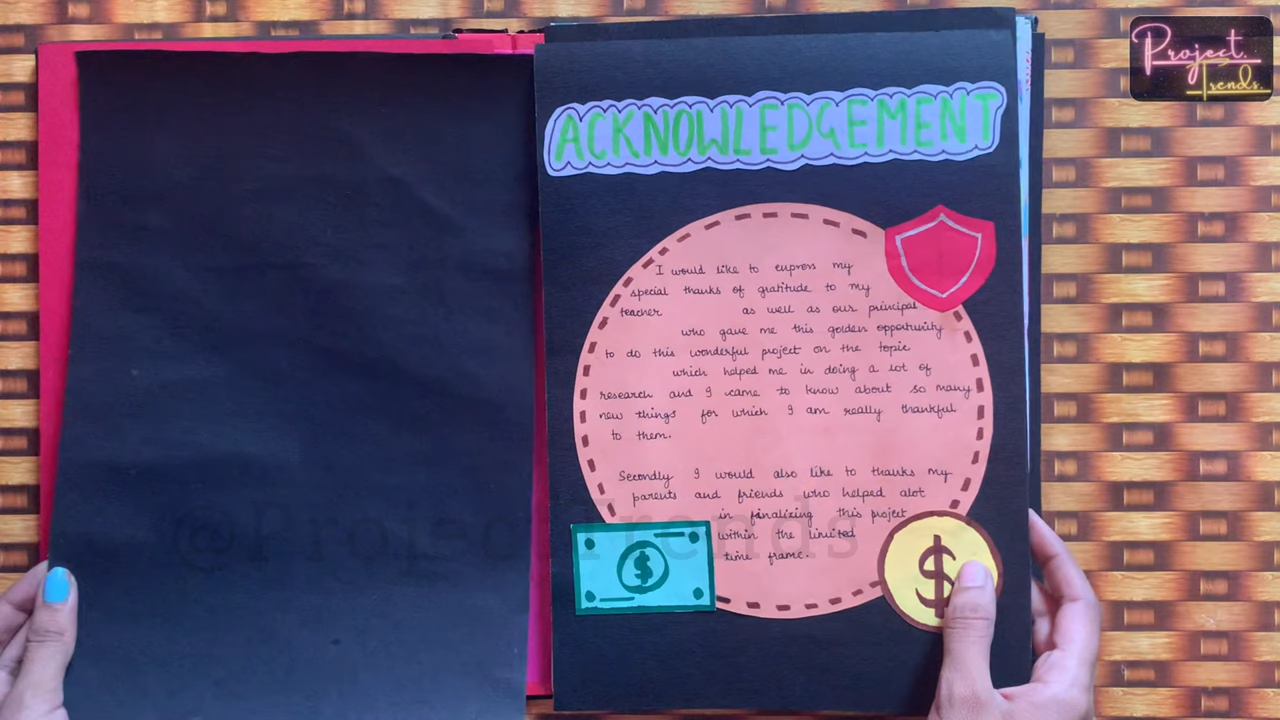 Project.
Trends.
ACKNOWLEDGEMENT
I would like to express my
special thanks of gratitude to my
teacher as well as our principal
who gave me this golden opportunity
to do this wonderful project on the topic
which helped me in doing a lot of
research and I came to know about so many
new things for which I am really thankful
to them.
Secondly I would also like to thanks my
parents and friends who helped alot
in finalizing this project
within the limited
time frame.
$
$
@Project Trends